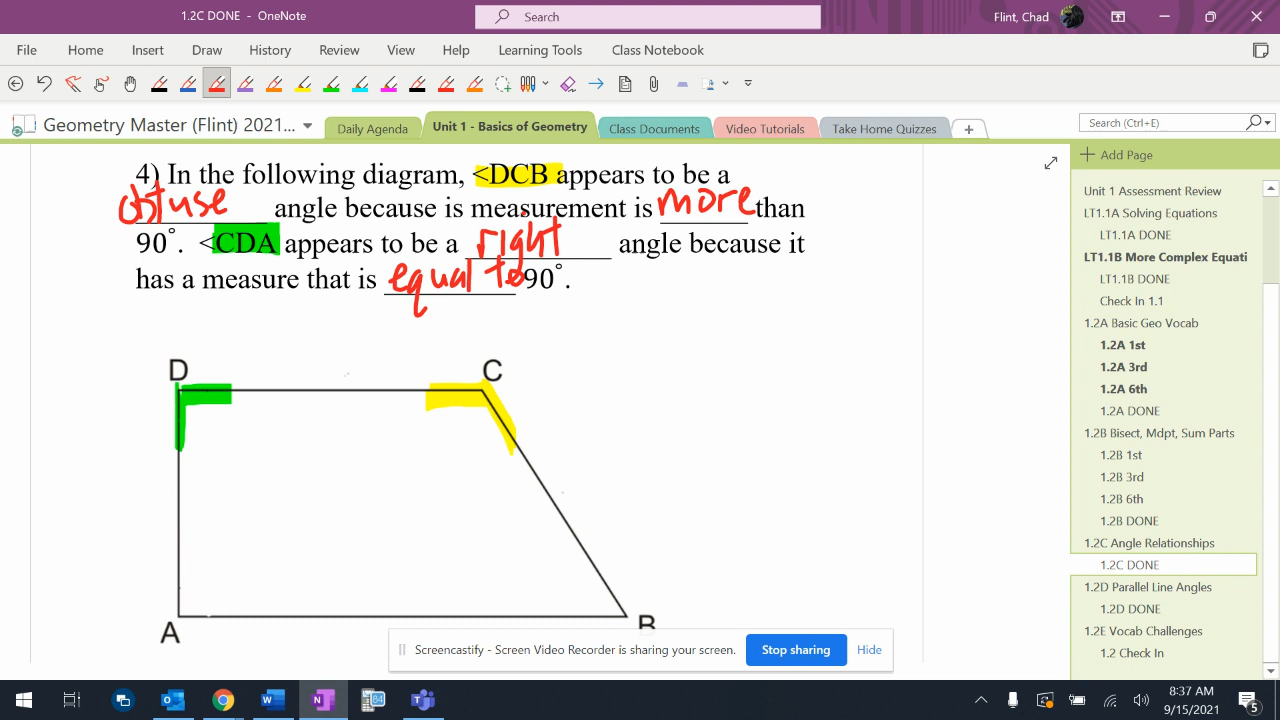 1.2C DONE - OneNote
Search
Flint, Chad
File Home Insert Draw History Review View Help Learning Tools Class Notebook
Geometry Master (Flint) 2021...
Daily Agenda
Unit 1 - Basics of Geometry
Class Documents
Video Tutorials
Take Home Quizzes
+
Search (Ctrl+E)
4) In the following diagram, <DCB appears to be a
obtuse angle because is measurement is more than
90°. <CDA appears to be a right angle because it
has a measure that is equal to 90°.
D C
A B
Add Page
Unit 1 Assessment Review
LT1.1A Solving Equations
LT1.1A DONE
LT1.1B More Complex Equati
LT1.1B DONE
Check In 1.1
1.2A Basic Geo Vocab
1.2A 1st
1.2A 3rd
1.2A 6th
1.2A DONE
1.2B Bisect, Mdpt, Sum Parts
1.2B 1st
1.2B 3rd
1.2B 6th
1.2B DONE
1.2C Angle Relationships
1.2C DONE
1.2D Parallel Line Angles
1.2D DONE
1.2E Vocab Challenges
1.2 Check In
Screencastify - Screen Video Recorder is sharing your screen. Stop sharing Hide
8:37 AM
9/15/2021
5